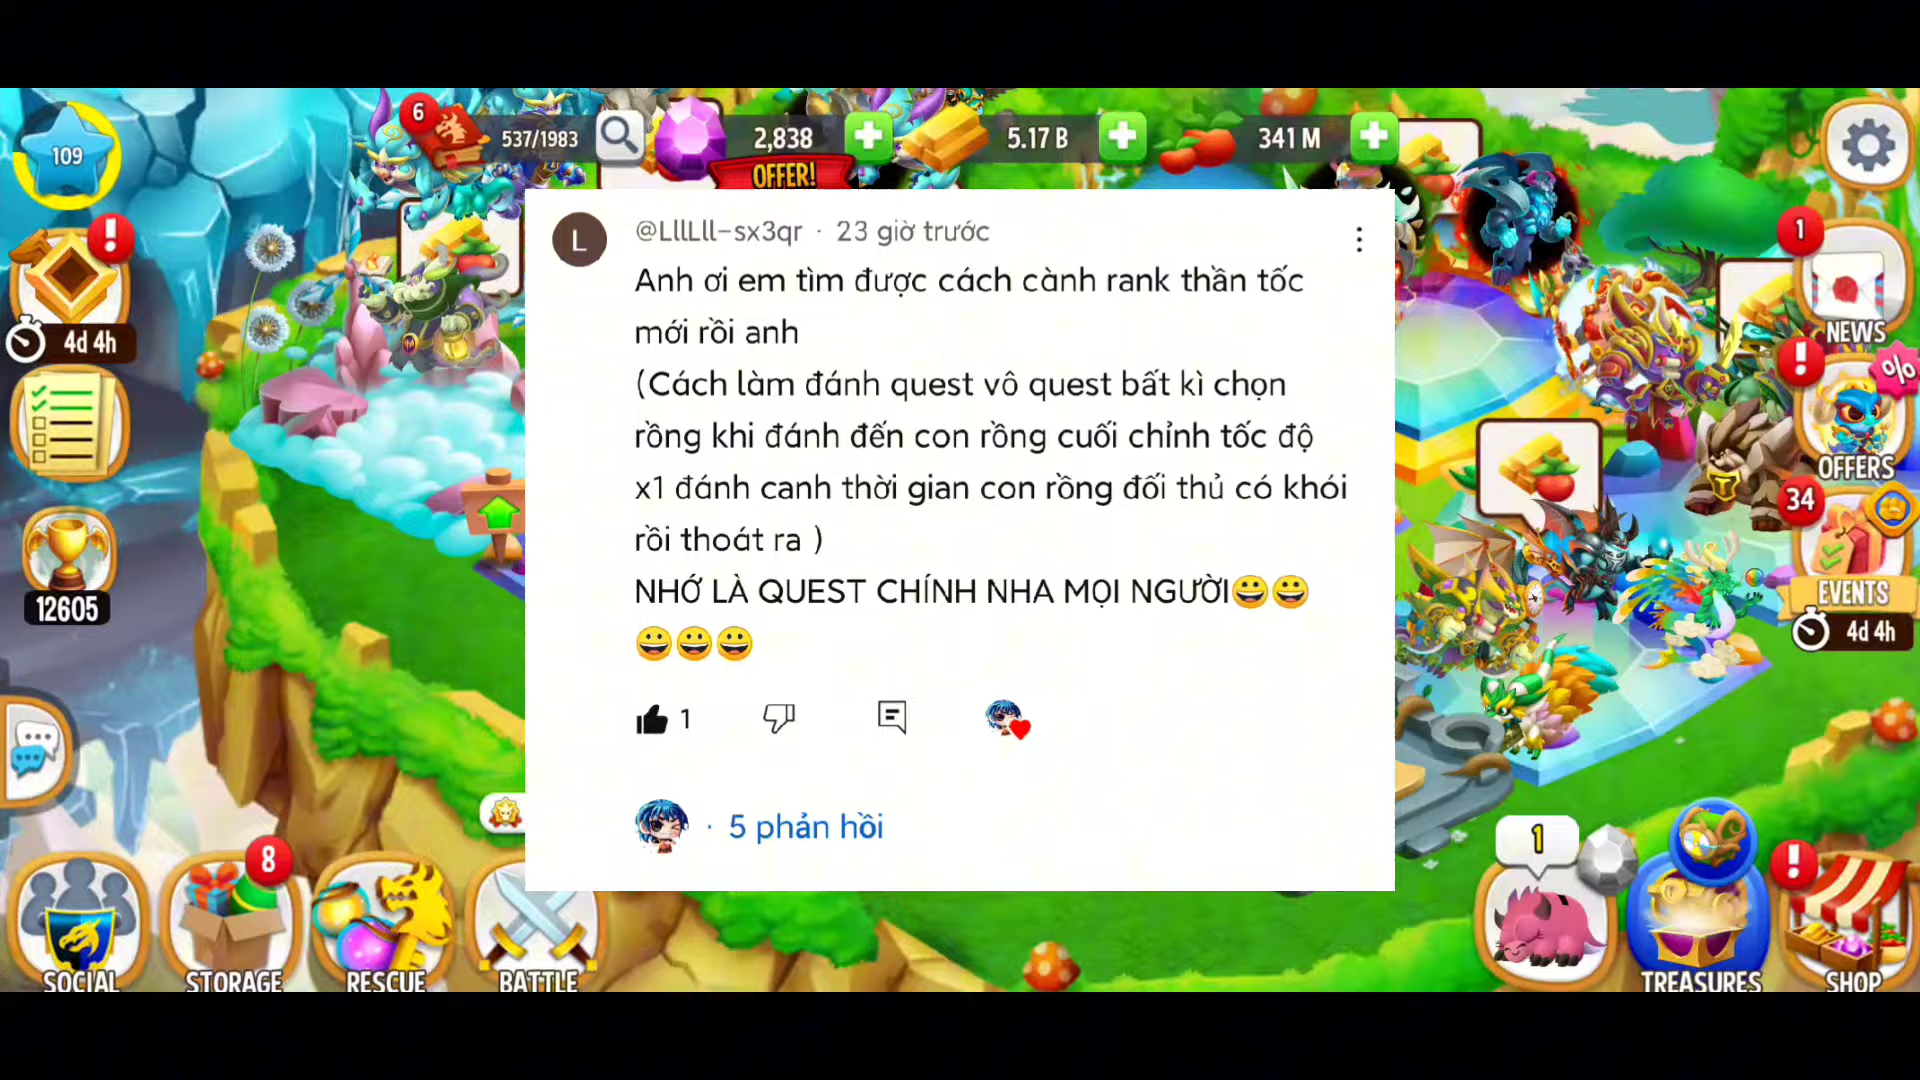 109
6
537/1983
2,838
OFFER!
5.17 B
341 M
4d 4h
12605
1
NEWS
%
OFFERS
34
EVENTS
4d 4h
L
@LllLll-sx3qr · 23 giờ trước
Anh ơi em tìm được cách cành rank thần tốc
mới rồi anh
(Cách làm đánh quest vô quest bất kì chọn
rồng khi đánh đến con rồng cuối chỉnh tốc độ
x1 đánh canh thời gian con rồng đối thủ có khói
rồi thoát ra )
NHỚ LÀ QUEST CHÍNH NHA MỌI NGƯỜI😀😀
😀😀😀
1
· 5 phản hồi
SOCIAL
8
STORAGE
RESCUE
BATTLE
1
TREASURES
SHOP